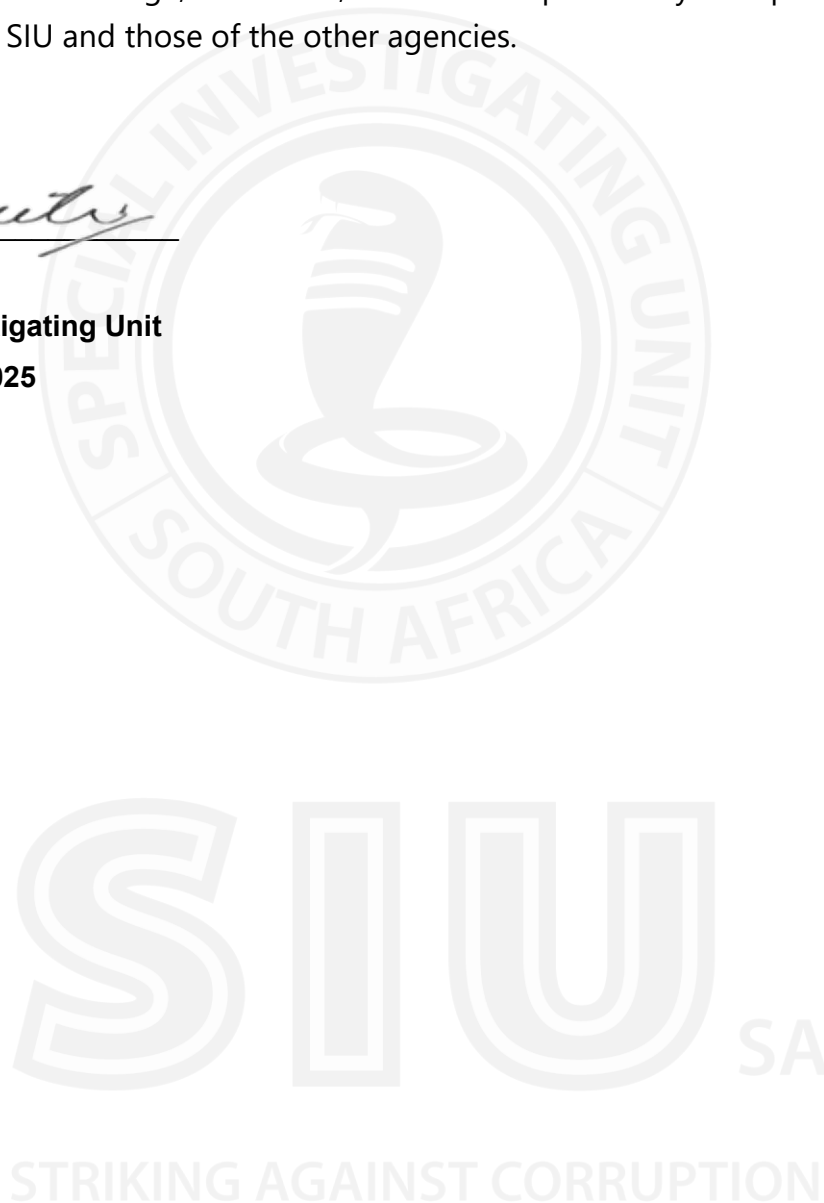 SIU and those of the other agencies.
igating Unit
025
SPECIAL INVESTIGATING UNIT
SOUTH AFRICA
SIU
SA
STRIKING AGAINST CORRUPTION